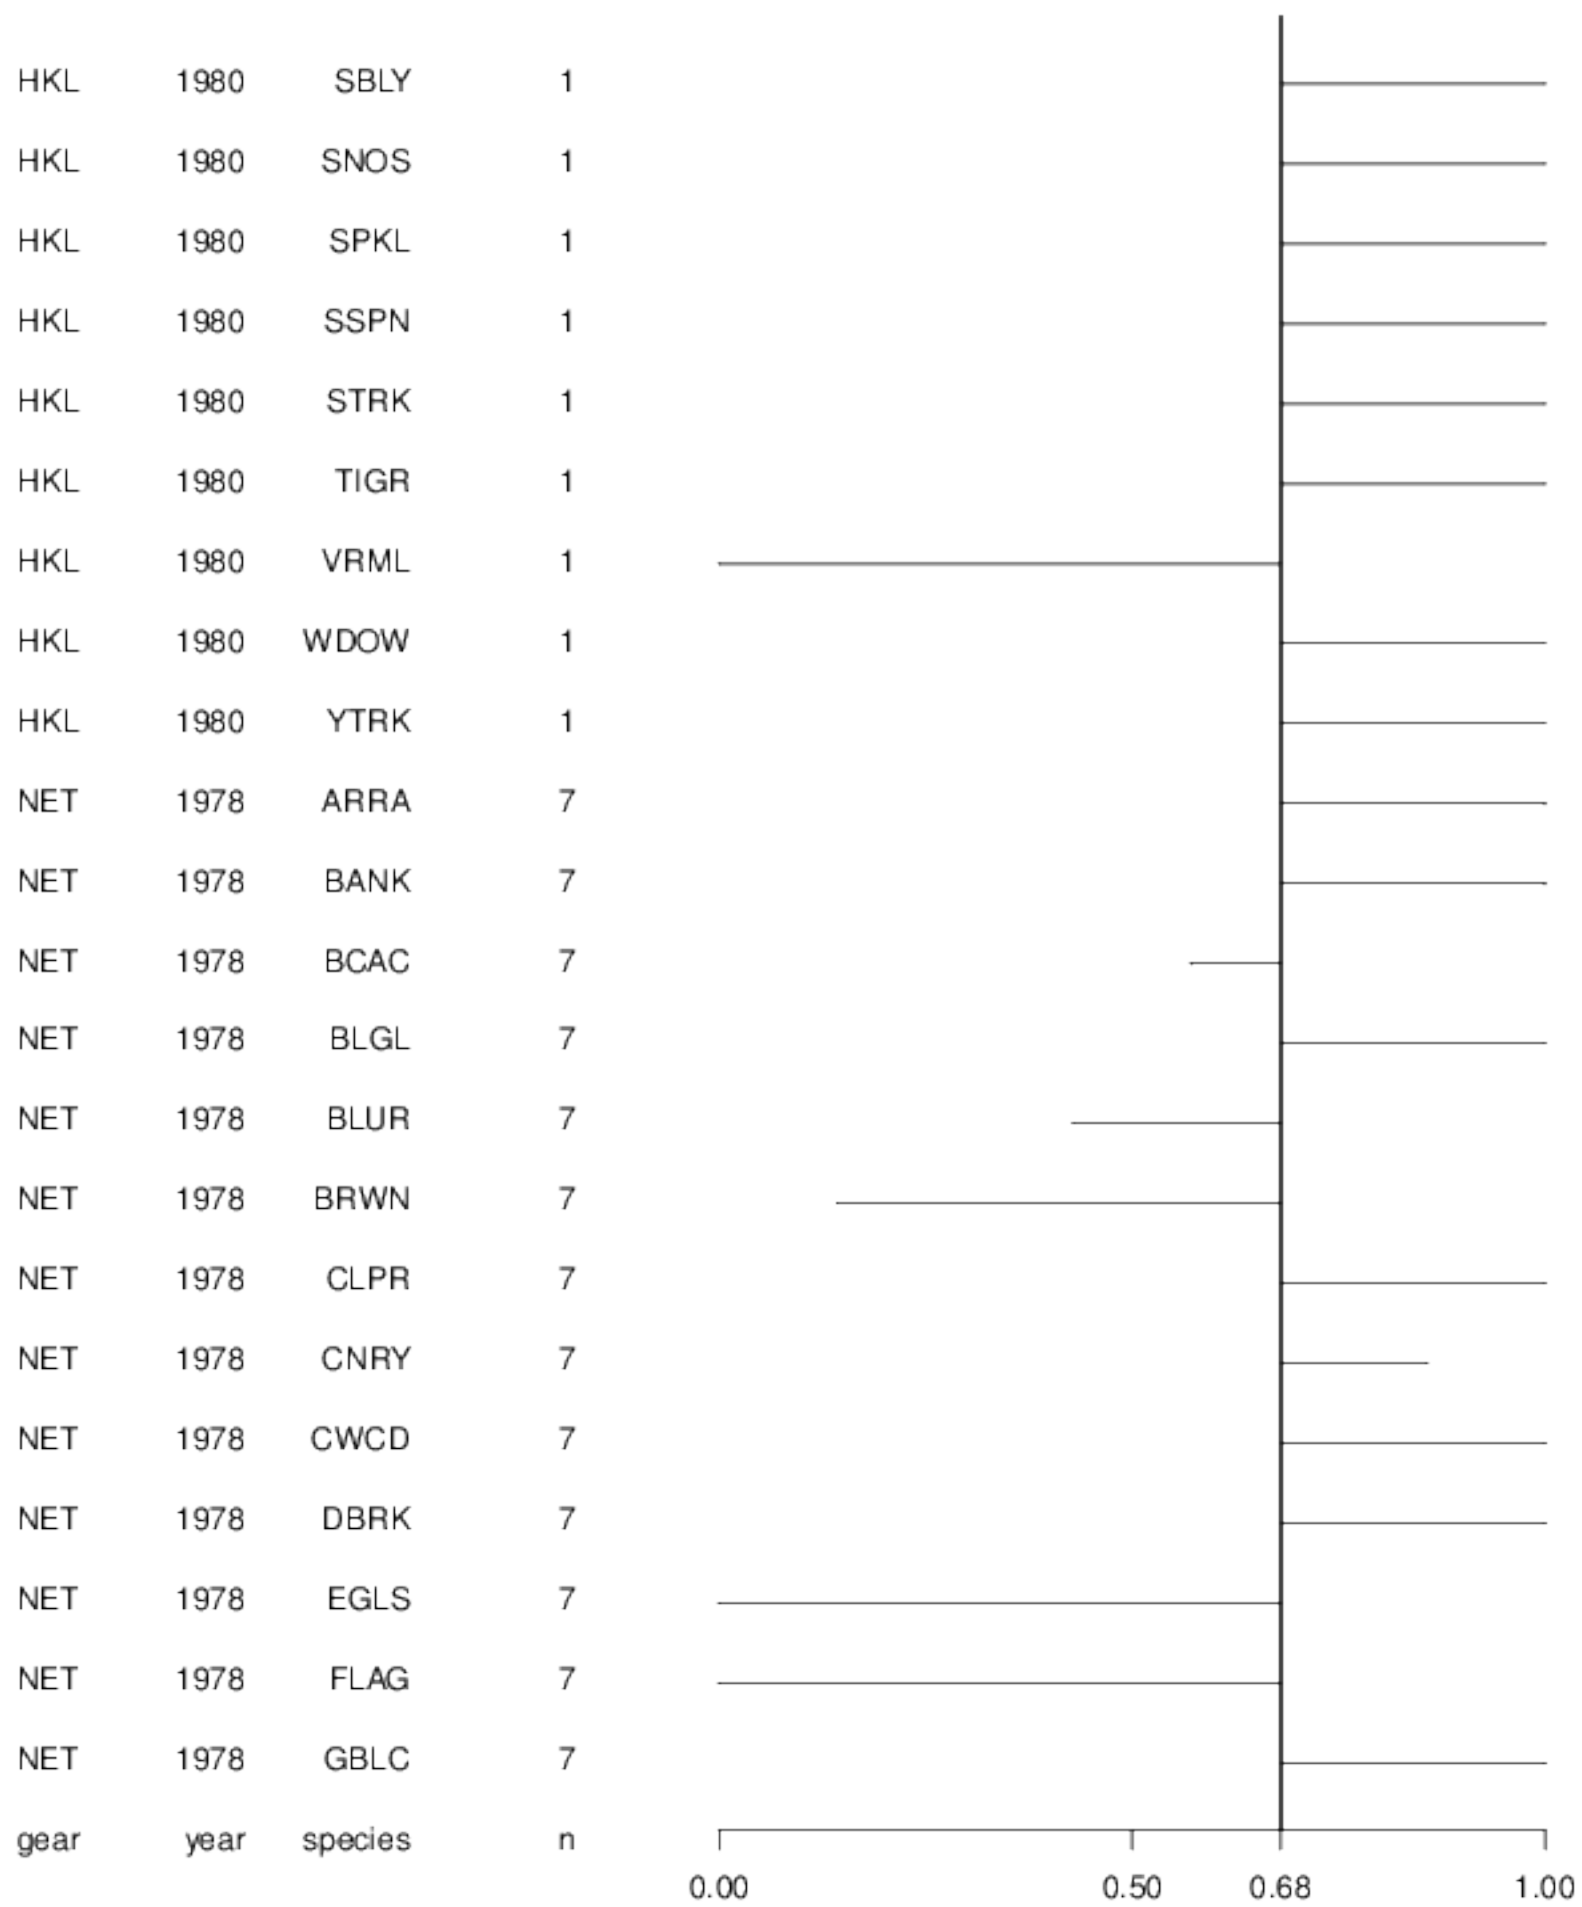 HKL 1980 SBLY 1
HKL 1980 SNOS 1
HKL 1980 SPKL 1
HKL 1980 SSPN 1
HKL 1980 STRK 1
HKL 1980 TIGR 1
HKL 1980 VRML 1
HKL 1980 WDOW 1
HKL 1980 YTRK 1
NET 1978 ARRA 7
NET 1978 BANK 7
NET 1978 BCAC 7
NET 1978 BLGL 7
NET 1978 BLUR 7
NET 1978 BRWN 7
NET 1978 CLPR 7
NET 1978 CNRY 7
NET 1978 CWCD 7
NET 1978 DBRK 7
NET 1978 EGLS 7
NET 1978 FLAG 7
NET 1978 GBLC 7
gear year species n
0.00 0.50 0.68 1.00